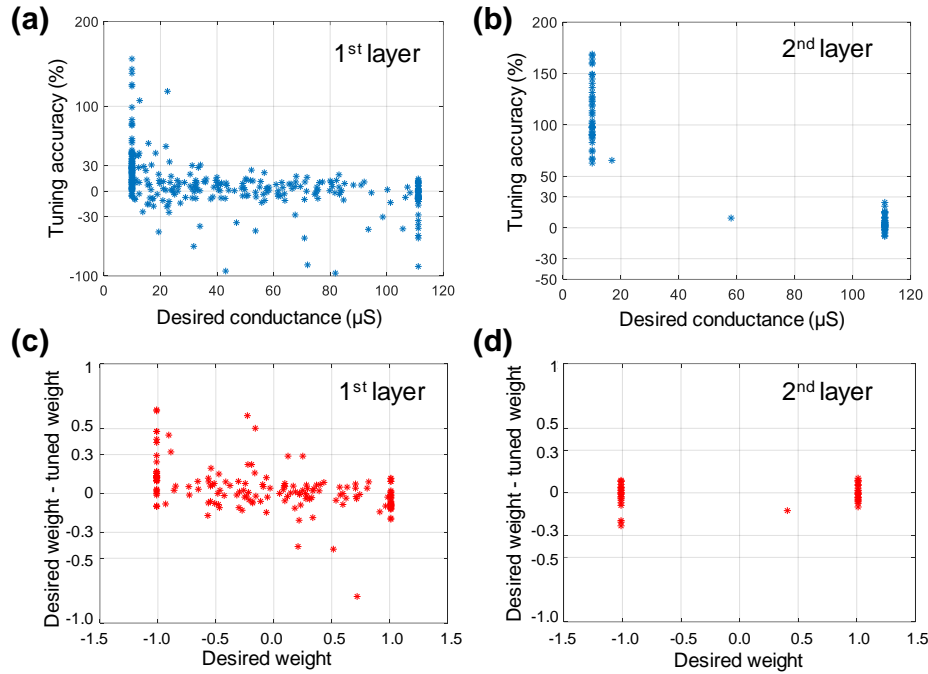 (a)
1st layer
Tuning accuracy (%)
200
100
30
0
-30
-100
0 20 40 60 80 100 120
Desired conductance (µS)
(b)
2nd layer
Tuning accuracy (%)
200
150
100
50
30
0
-30
-50
0 20 40 60 80 100 120
Desired conductance (µS)
(c)
1st layer
Desired weight - tuned weight
1
0.5
0.3
0
-0.3
-0.5
-1.0
-1.5 -1.0 -0.5 0.0 0.5 1.0 1.5
Desired weight
(d)
2nd layer
Desired weight - tuned weight
1
0.5
0.3
0
-0.3
-0.5
-1.0
-1.5 -1.0 -0.5 0.0 0.5 1.0 1.5
Desired weight